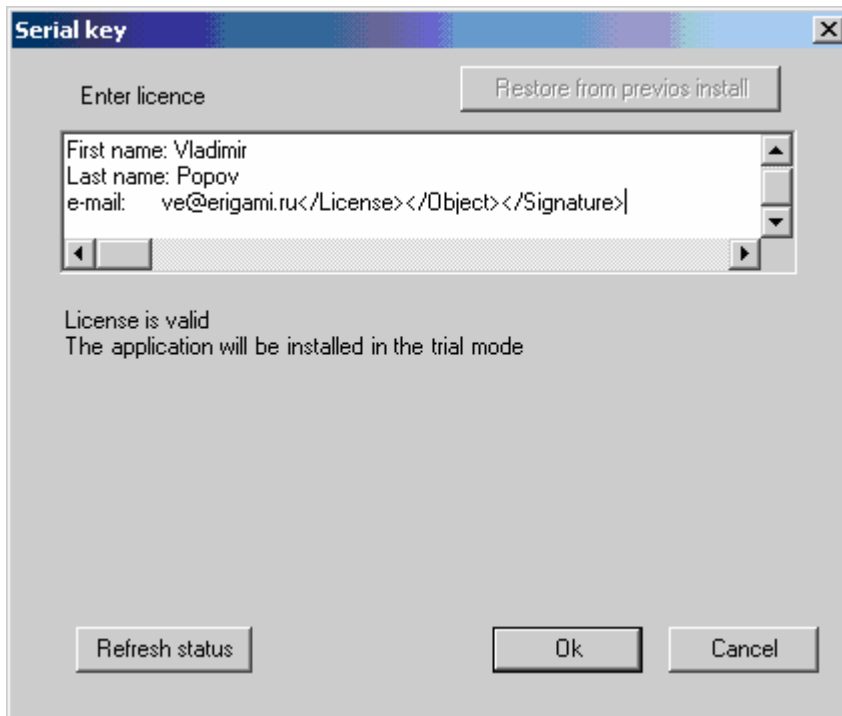 Serial key
Enter licence
Restore from previos install
First name: Vladimir
Last name: Popov
e-mail: ve@erigami.ru</License></Object></Signature>
License is valid
The application will be installed in the trial mode
Refresh status
Ok
Cancel